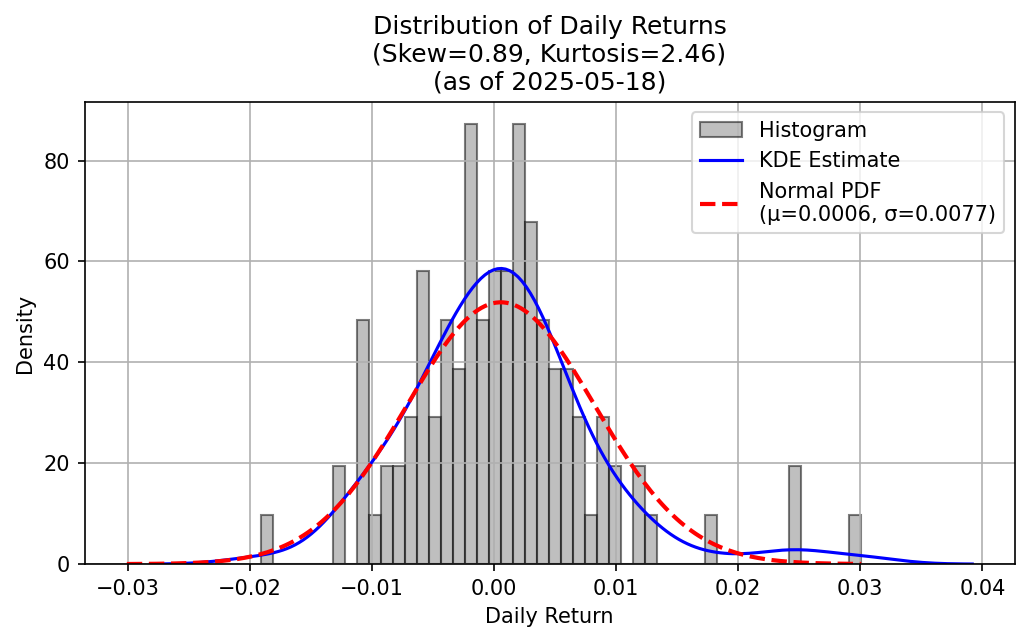 Distribution of Daily Returns
(Skew=0.89, Kurtosis=2.46)
(as of 2025-05-18)
Histogram
KDE Estimate
Normal PDF
(μ=0.0006, σ=0.0077)
Density
80
60
40
20
0
−0.03 −0.02 −0.01 0.00 0.01 0.02 0.03 0.04
Daily Return